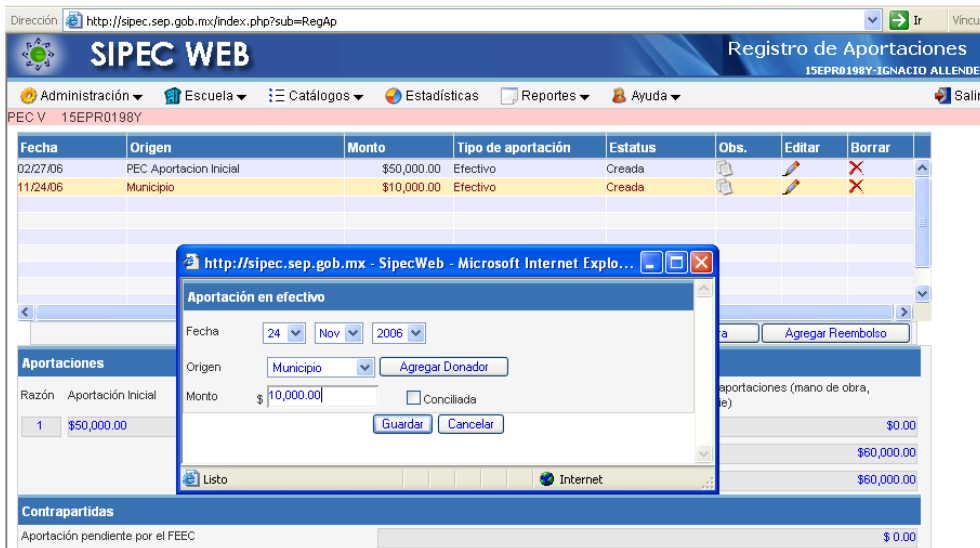 Dirección http://sipec.sep.gob.mx/index.php?sub=RegAp Ir Víncu
SIPEC WEB Registro de Aportaciones
15EPR0198Y-IGNACIO ALLENDE
Administración Escuela Catálogos Estadísticas Reportes Ayuda Salir
PEC V 15EPR0198Y
Fecha Origen Monto Tipo de aportación Estatus Obs. Editar Borrar
02/27/06 PEC Aportacion Inicial $50,000.00 Efectivo Creada
11/24/06 Municipio $10,000.00 Efectivo Creada
http://sipec.sep.gob.mx - SipecWeb - Microsoft Internet Explo...
Aportación en efectivo
Fecha 24 Nov 2006
Origen Municipio Agregar Donador
Monto $ 10,000.00 Conciliada
Guardar Cancelar
Listo Internet
Agregar Reembolso
Aportaciones
Razón Aportación Inicial aportaciones (mano de obra,
1 $50,000.00 $0.00
$60,000.00
$60,000.00
Contrapartidas
Aportación pendiente por el FEEC $ 0.00